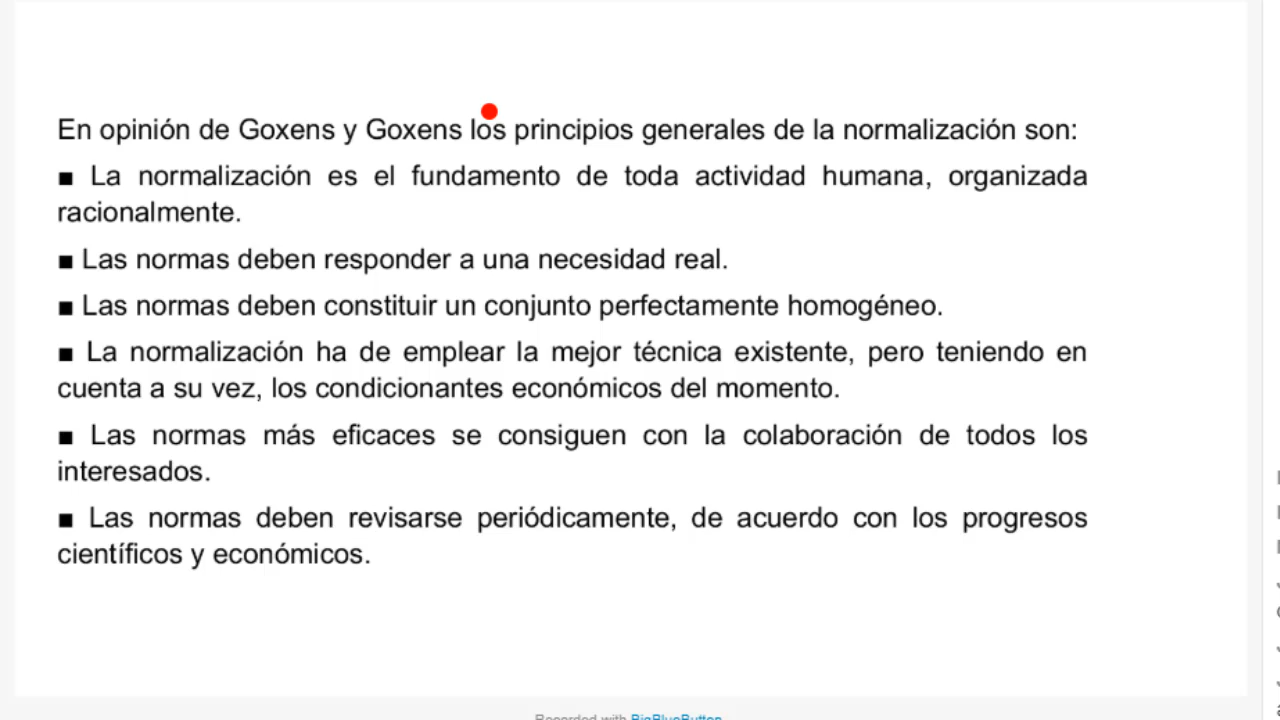 En opinión de Goxens y Goxens los principios generales de la normalización son:
■ La normalización es el fundamento de toda actividad humana, organizada
racionalmente.
■ Las normas deben responder a una necesidad real.
■ Las normas deben constituir un conjunto perfectamente homogéneo.
■ La normalización ha de emplear la mejor técnica existente, pero teniendo en
cuenta a su vez, los condicionantes económicos del momento.
■ Las normas más eficaces se consiguen con la colaboración de todos los
interesados.
■ Las normas deben revisarse periódicamente, de acuerdo con los progresos
científicos y económicos.
Recorded with BigBlueButton